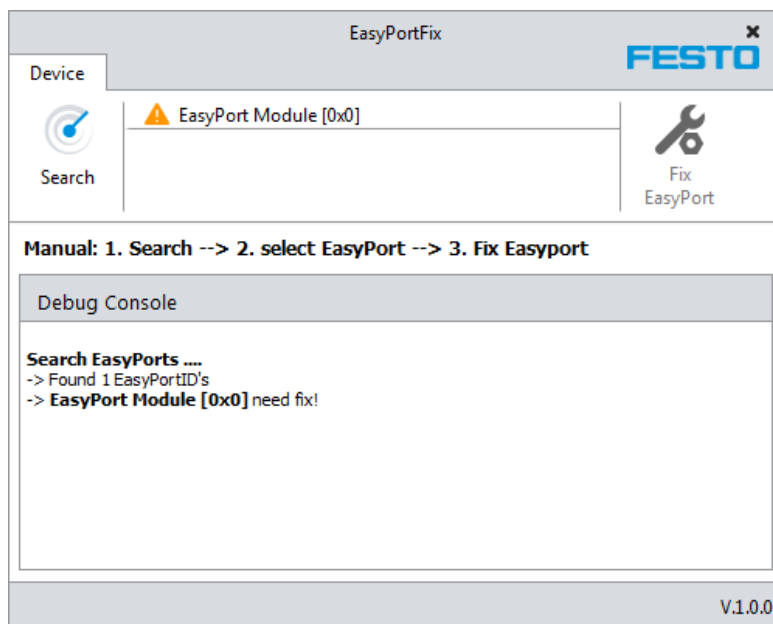 EasyPortFix
FESTO
Device
EasyPort Module [0x0]
Search
Fix
EasyPort
Manual: 1. Search --> 2. select EasyPort --> 3. Fix Easyport
Debug Console
Search EasyPorts ....
-> Found 1 EasyPortID's
-> EasyPort Module [0x0] need fix!
V.1.0.0